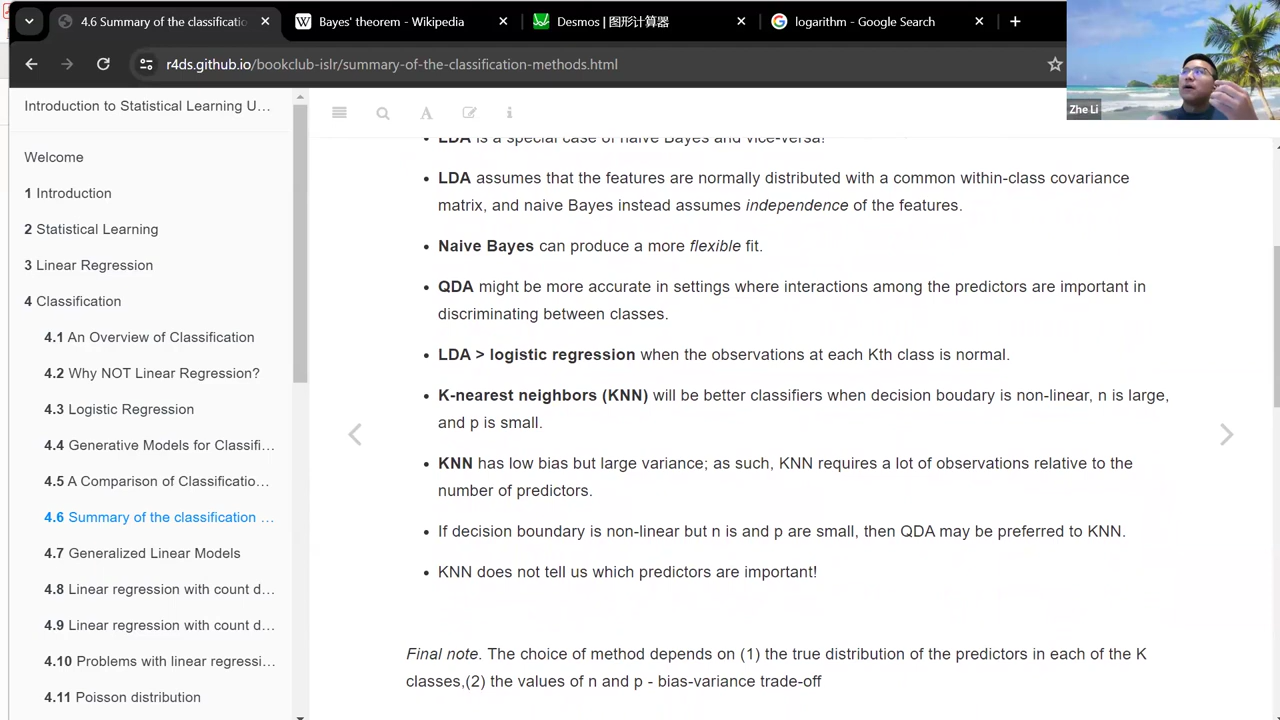 4.6 Summary of the classificatio
Bayes' theorem - Wikipedia
Desmos | 图形计算器
logarithm - Google Search
r4ds.github.io/bookclub-islr/summary-of-the-classification-methods.html
Zhe Li
Introduction to Statistical Learning U…
Welcome
1 Introduction
2 Statistical Learning
3 Linear Regression
4 Classification
4.1 An Overview of Classification
4.2 Why NOT Linear Regression?
4.3 Logistic Regression
4.4 Generative Models for Classifi…
4.5 A Comparison of Classificatio…
4.6 Summary of the classification …
4.7 Generalized Linear Models
4.8 Linear regression with count d…
4.9 Linear regression with count d…
4.10 Problems with linear regressi…
4.11 Poisson distribution
LDA is a special case of naive Bayes and vice-versa!
LDA assumes that the features are normally distributed with a common within-class covariance
matrix, and naive Bayes instead assumes independence of the features.
Naive Bayes can produce a more flexible fit.
QDA might be more accurate in settings where interactions among the predictors are important in
discriminating between classes.
LDA > logistic regression when the observations at each Kth class is normal.
K-nearest neighbors (KNN) will be better classifiers when decision boudary is non-linear, n is large,
and p is small.
KNN has low bias but large variance; as such, KNN requires a lot of observations relative to the
number of predictors.
If decision boundary is non-linear but n is and p are small, then QDA may be preferred to KNN.
KNN does not tell us which predictors are important!
Final note. The choice of method depends on (1) the true distribution of the predictors in each of the K
classes,(2) the values of n and p - bias-variance trade-off